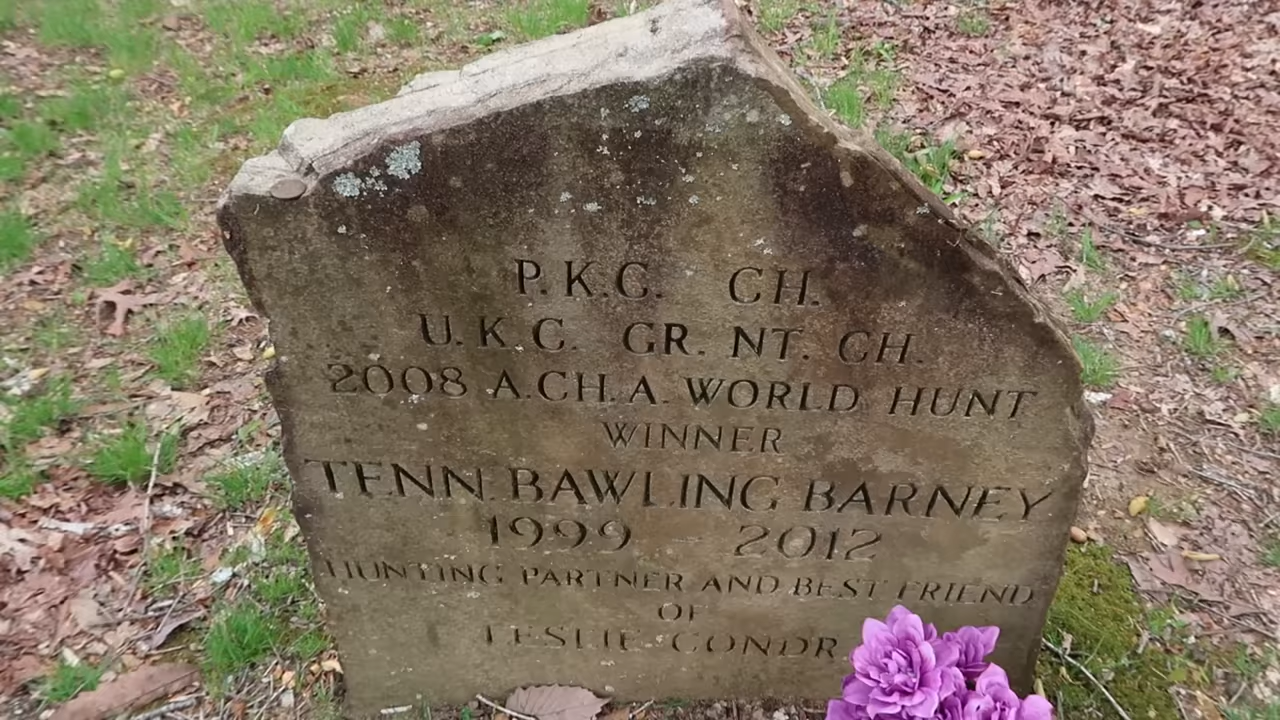 P.K.C. CH.
U.K.C. GR. NT. CH.
2008 A.CH.A. WORLD HUNT
WINNER
TENN. BAWLING BARNEY
1999 – 2012
HUNTING PARTNER AND BEST FRIEND
OF
LESLIE